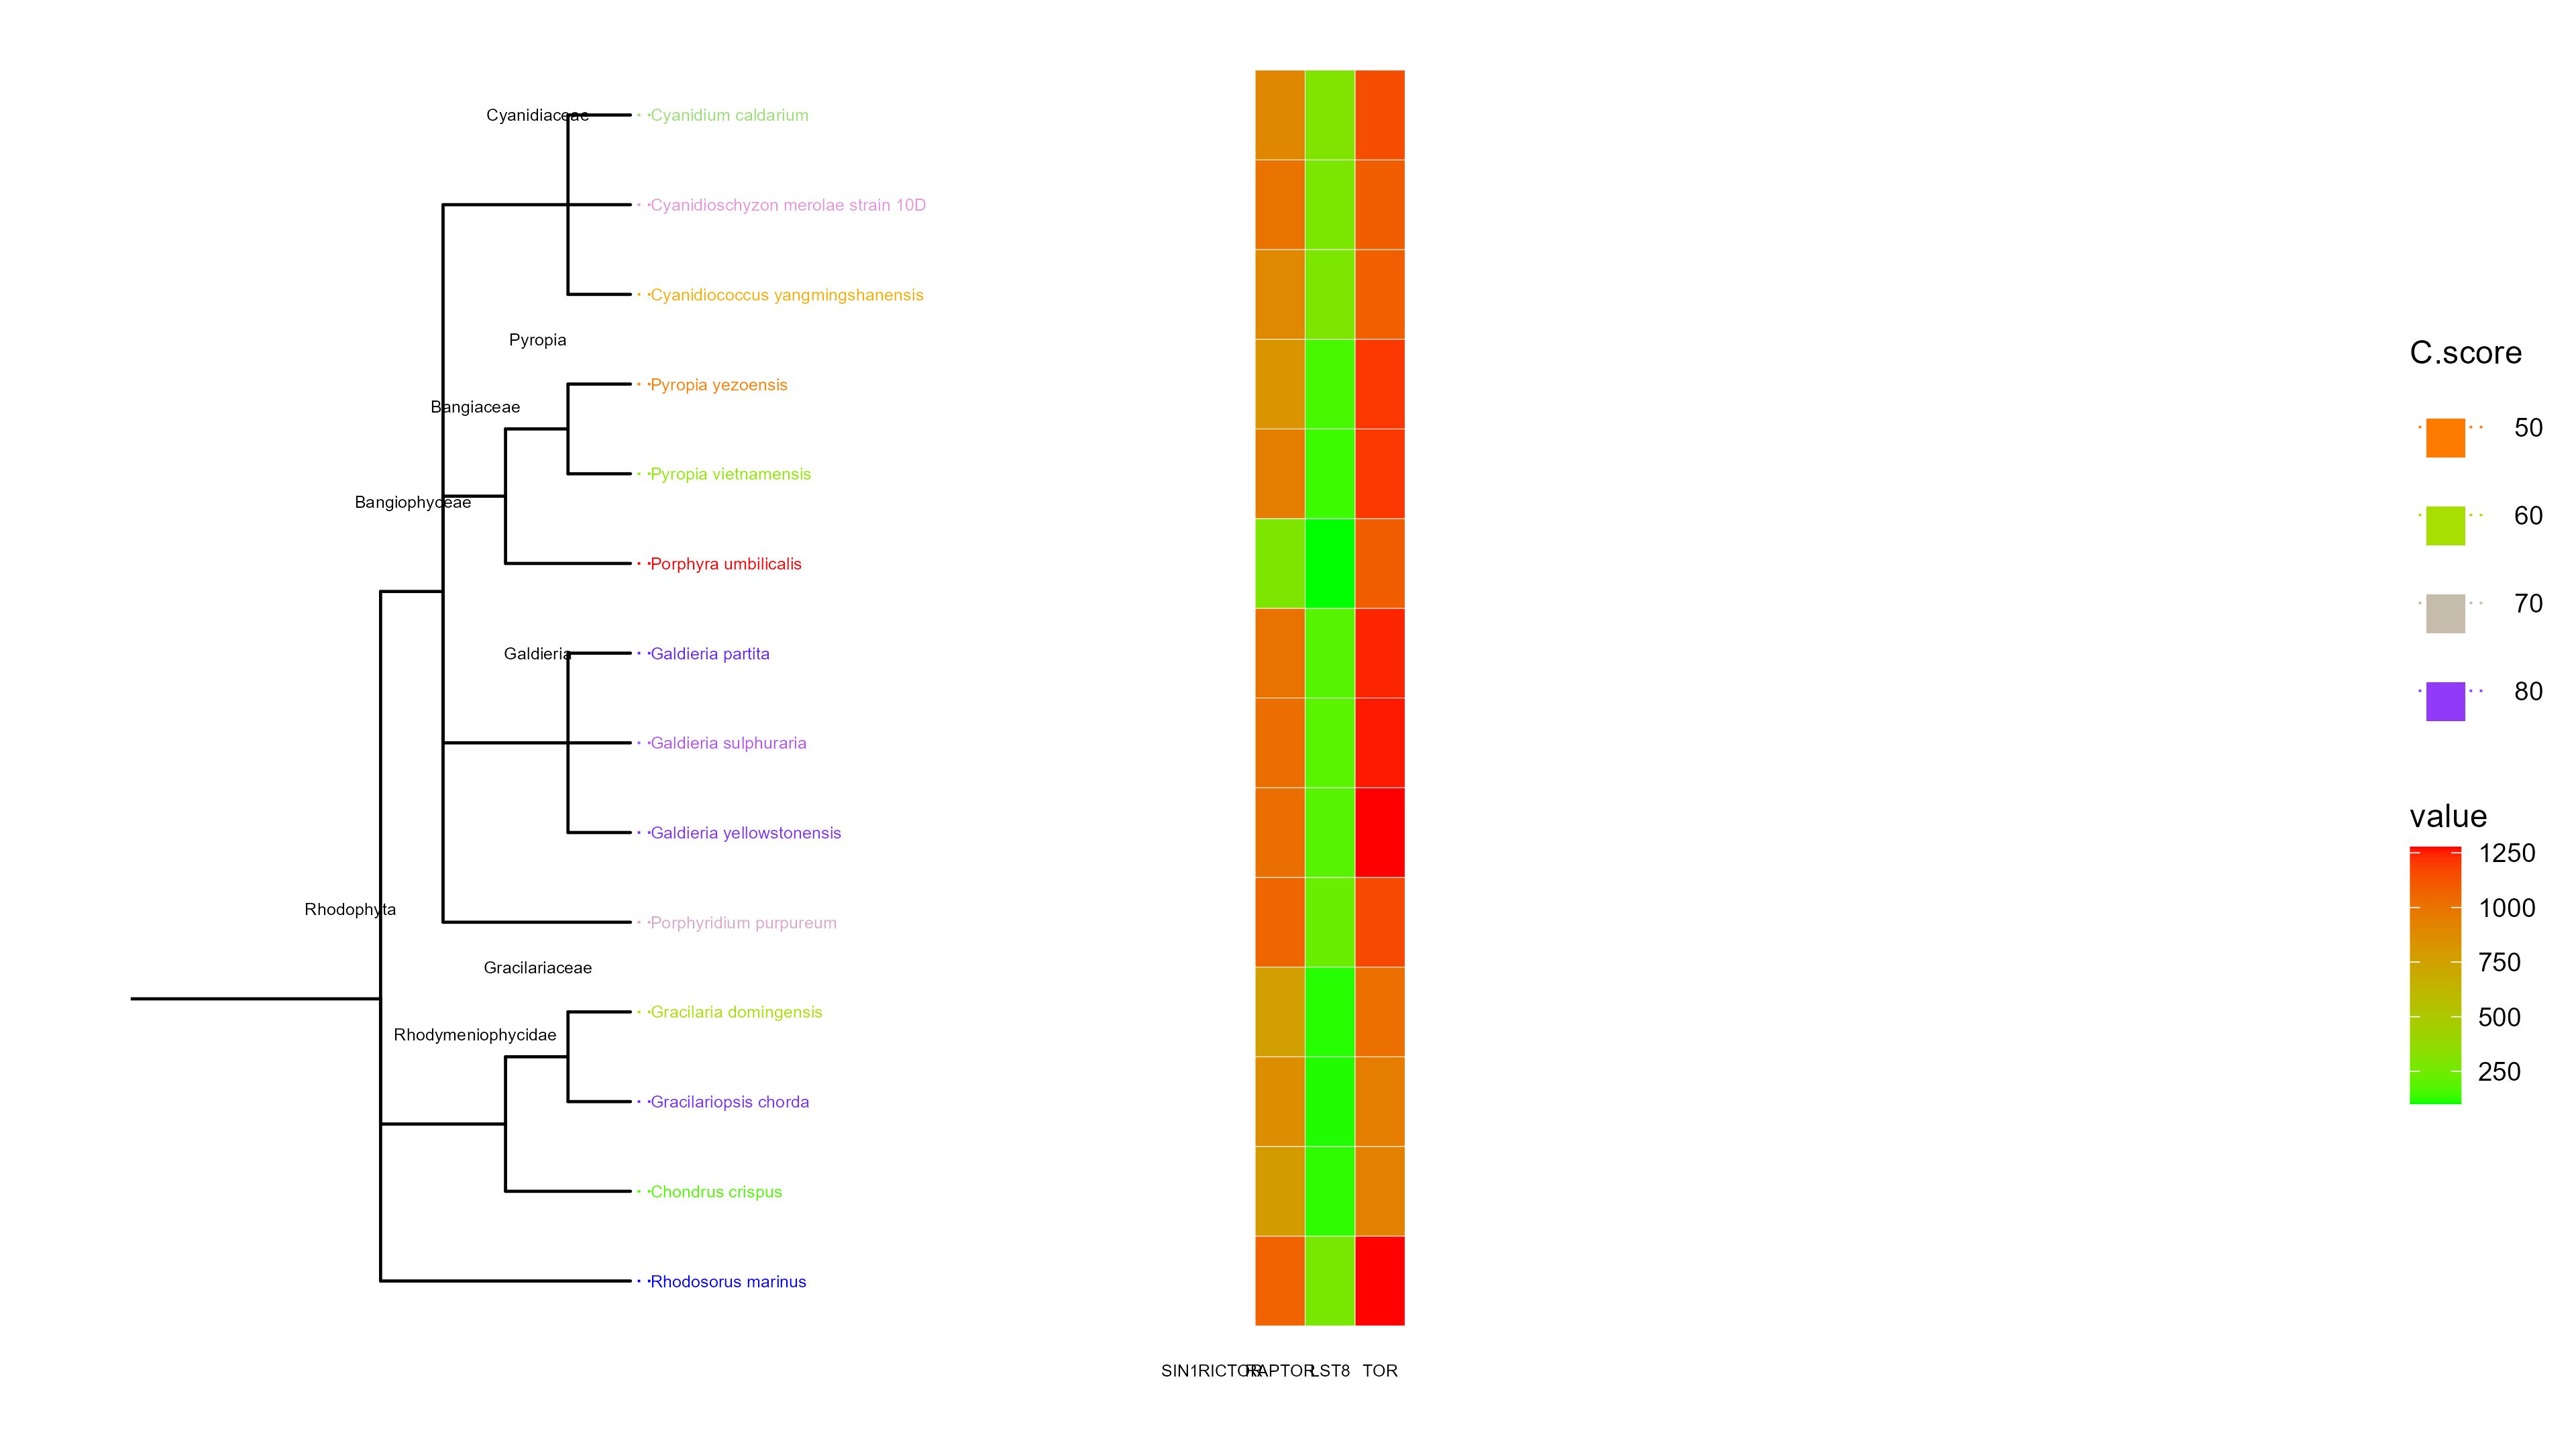 Cyanidiaceae
Cyanidium caldarium
Cyanidioschyzon merolae strain 10D
Cyanidiococcus yangmingshanensis
Pyropia
Pyropia yezoensis
Bangiaceae
Pyropia vietnamensis
Bangiophyceae
Porphyra umbilicalis
Galdieria
Galdieria partita
Galdieria sulphuraria
Galdieria yellowstonensis
Rhodophyta
Porphyridium purpureum
Gracilariaceae
Gracilaria domingensis
Rhodymeniophycidae
Gracilariopsis chorda
Chondrus crispus
Rhodosorus marinus
SIN1 RICTOR RAPTOR LST8 TOR
C.score
50
60
70
80
value
1250
1000
750
500
250